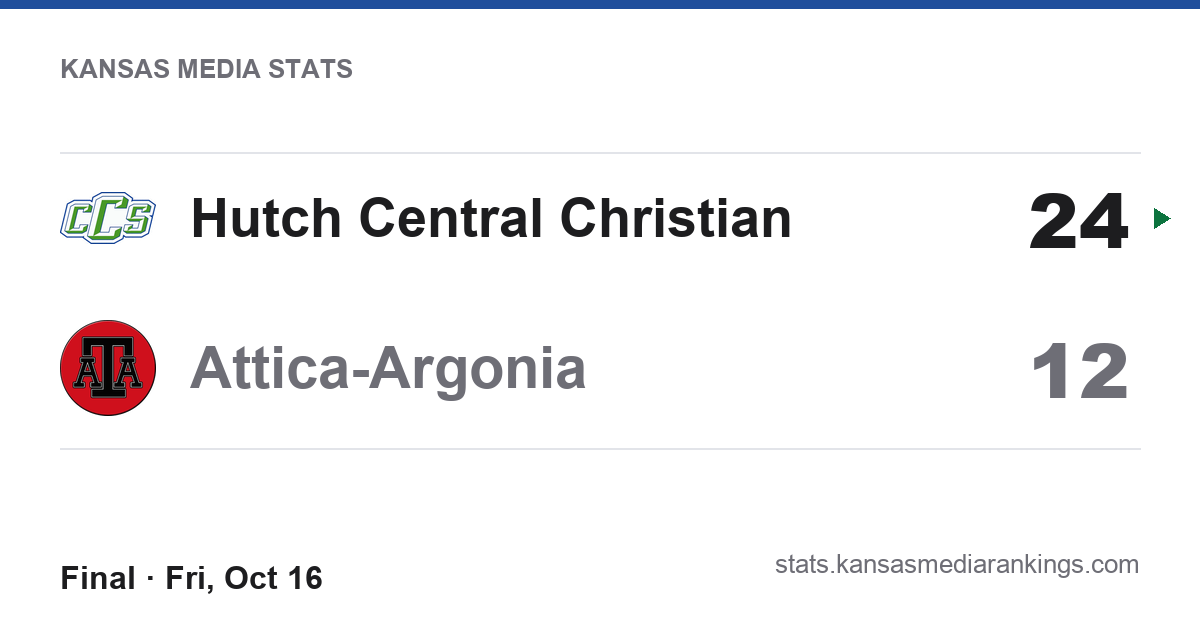 KANSAS MEDIA STATS
CCS Hutch Central Christian 24
ATA Attica-Argonia 12
Final · Fri, Oct 16
stats.kansasmediarankings.com